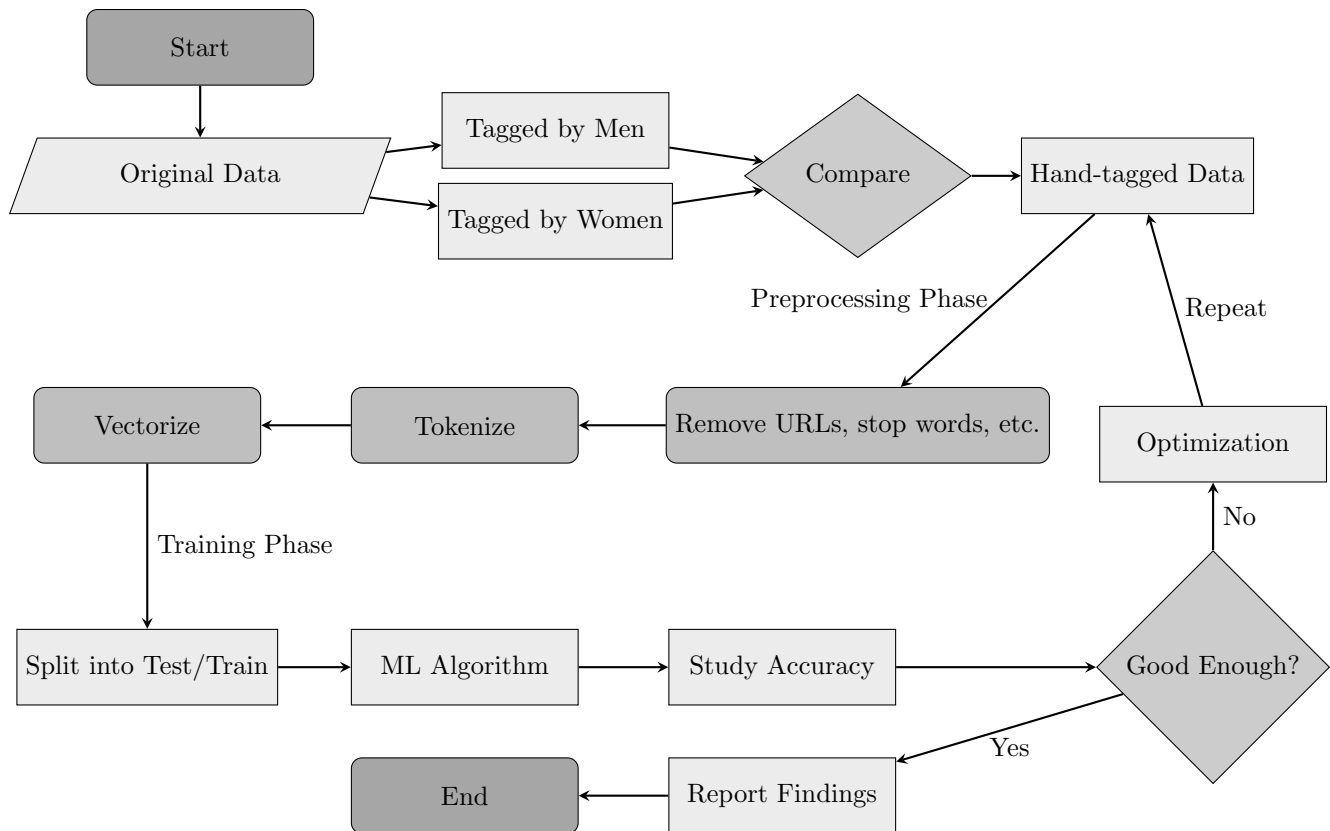 Start
Original Data
Tagged by Men
Tagged by Women
Compare
Hand-tagged Data
Preprocessing Phase
Repeat
Vectorize
Tokenize
Remove URLs, stop words, etc.
Optimization
No
Training Phase
Split into Test/Train
ML Algorithm
Study Accuracy
Good Enough?
Yes
End
Report Findings